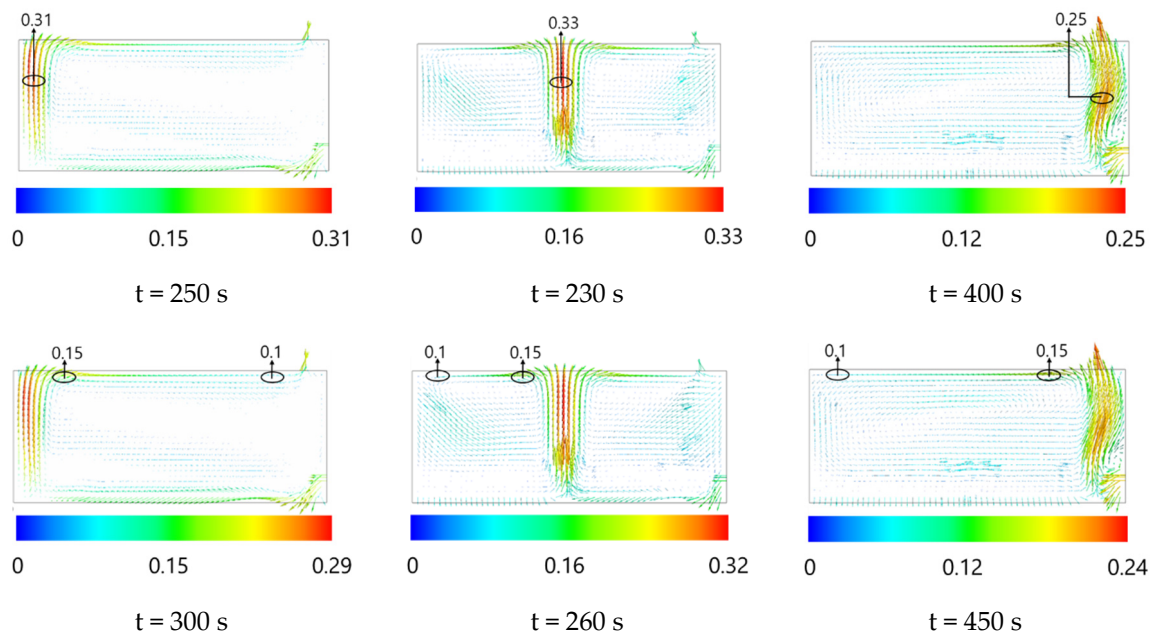 0.31
0.33
0.25
0 0.15 0.31
0 0.16 0.33
0 0.12 0.25
t = 250 s
t = 230 s
t = 400 s
0.15 0.1
0.1 0.15
0.1 0.15
0 0.15 0.29
0 0.16 0.32
0 0.12 0.24
t = 300 s
t = 260 s
t = 450 s